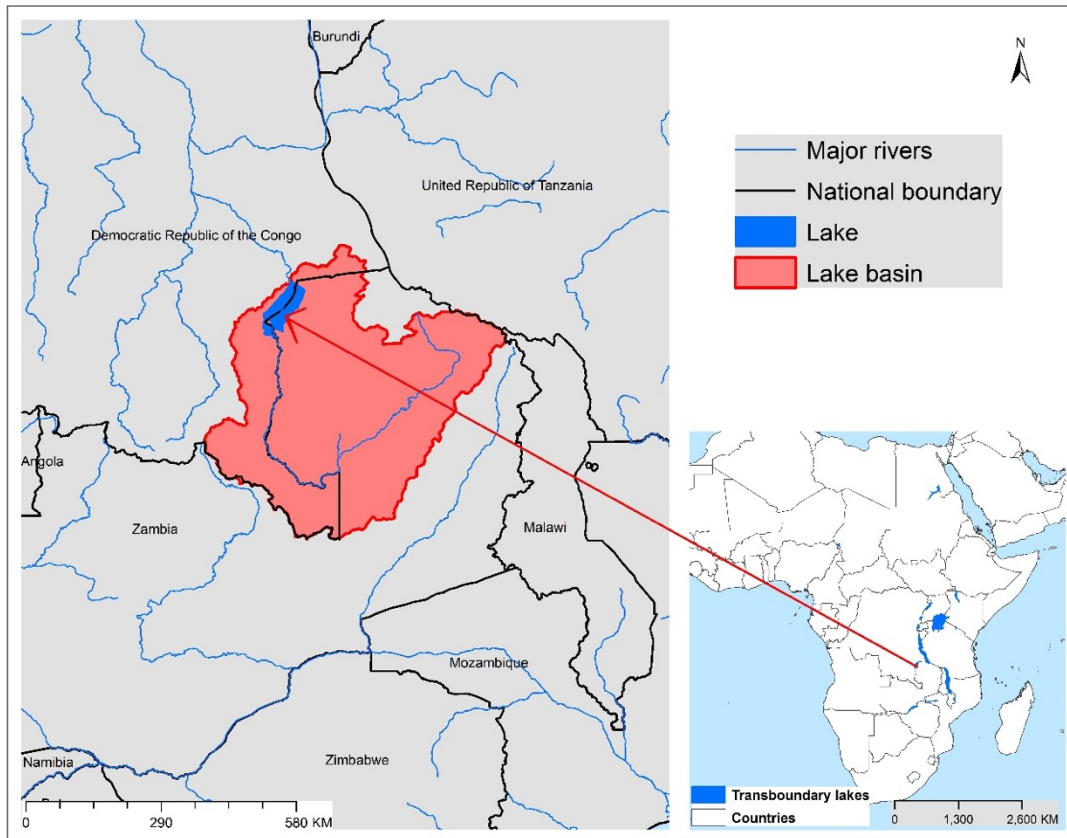 Burundi
N
Major rivers
National boundary
Lake
Lake basin
United Republic of Tanzania
Democratic Republic of the Congo
Angola
Zambia
Malawi
Mozambique
Namibia
Zimbabwe
0 290 580 KM
Transboundary lakes
Countries
0 1,300 2,600 KM